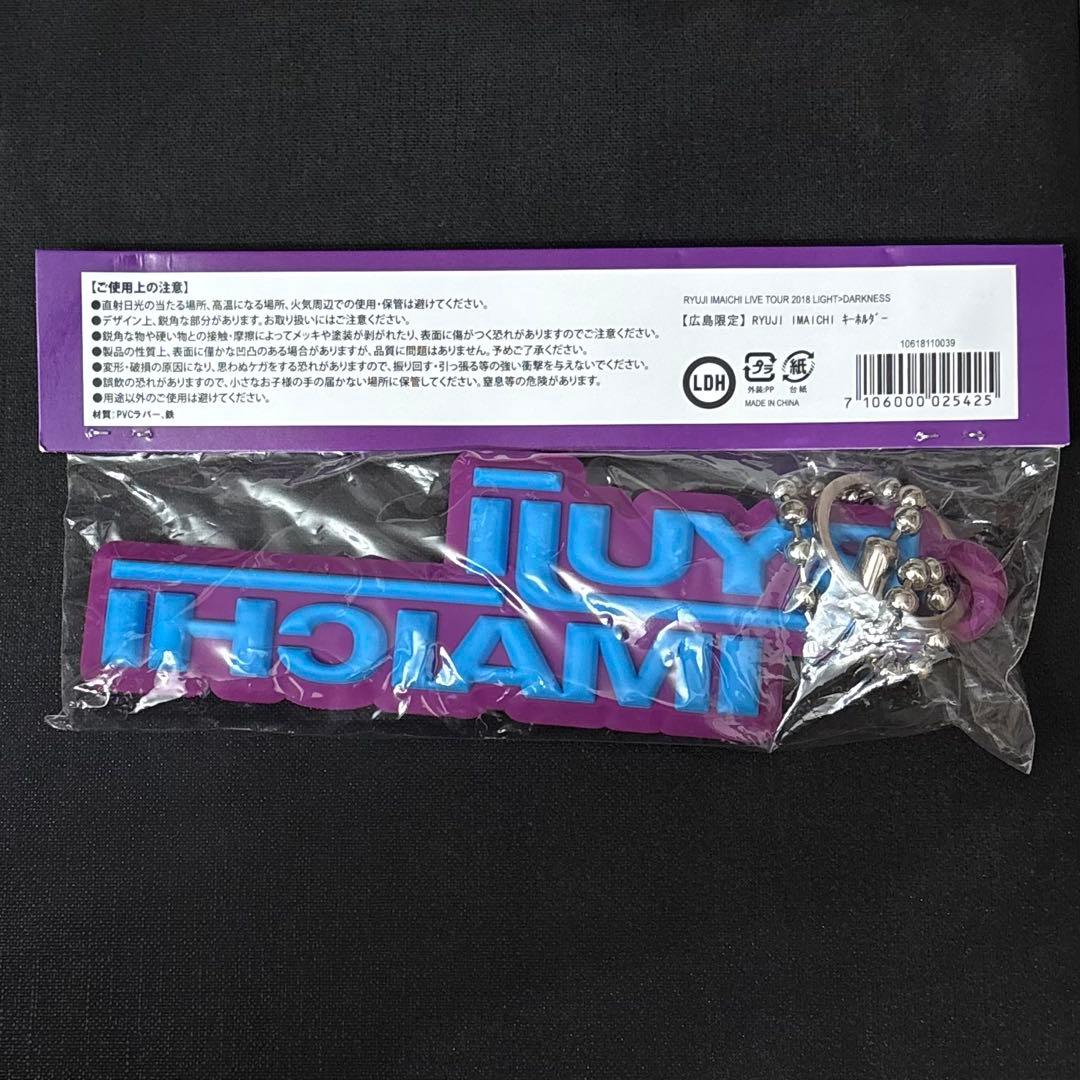 【ご使用上の注意】
●直射日光の当たる場所、高温になる場所、火気周辺での使用・保管は避けてください。
●デザイン上、鋭角な部分があります。お取り扱いにはご注意ください。
●鋭角な物や硬い物との接触・摩擦によってメッキや塗装が剥がれたり、表面に傷がつく恐れがありますのでご注意ください。
●製品の性質上、表面に僅かな凹凸のある場合がありますが、品質に問題はありません。予めご了承ください。
●変形・破損の原因になり、思わぬケガをする恐れがありますので、振り回す・引っ張る等の強い衝撃を与えないでください。
●誤飲の恐れがありますので、小さなお子様の手の届かない場所に保管してください。窒息等の危険があります。
●用途以外のご使用は避けてください。
材質：PVCラバー、鉄
RYUJI IMAICHI LIVE TOUR 2018 LIGHT>DARKNESS
【広島限定】RYUJI IMAICHI キーホルダー
10618110039
LDH
プラ
外装:PP
紙
台紙
MADE IN CHINA
7 106000 025425
RYUJI
IMAICHI